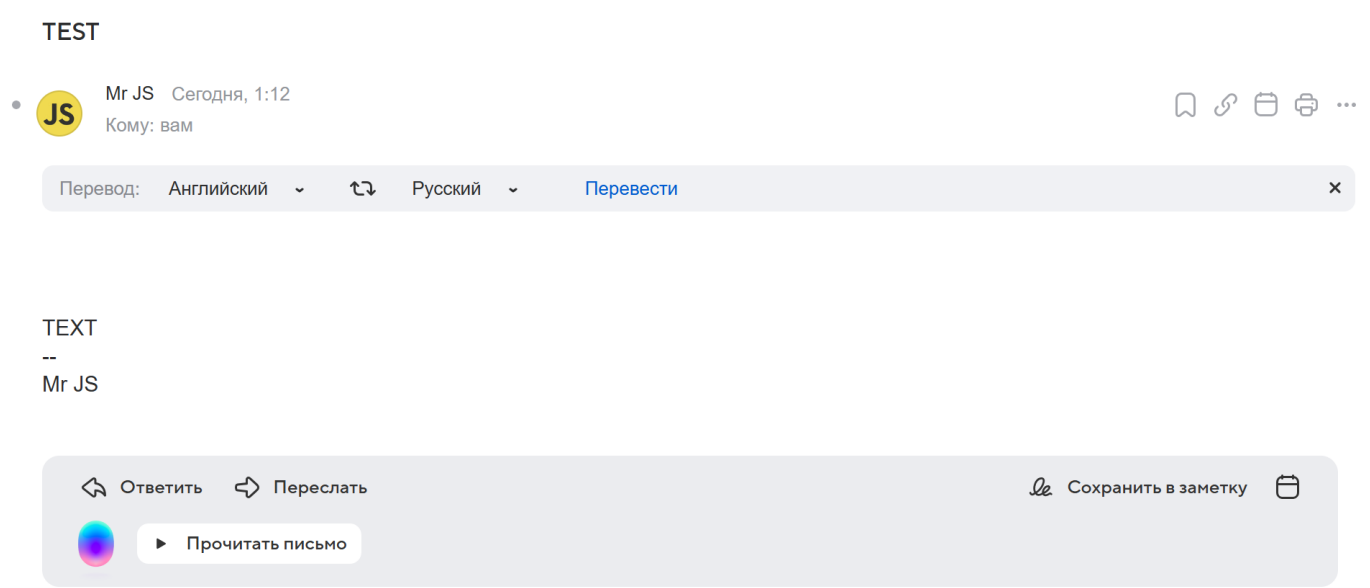 TEST
Mr JS Сегодня, 1:12
JS
Кому: вам
Перевод: Английский Русский Перевести
TEXT
--
Mr JS
Ответить Переслать Сохранить в заметку
Прочитать письмо